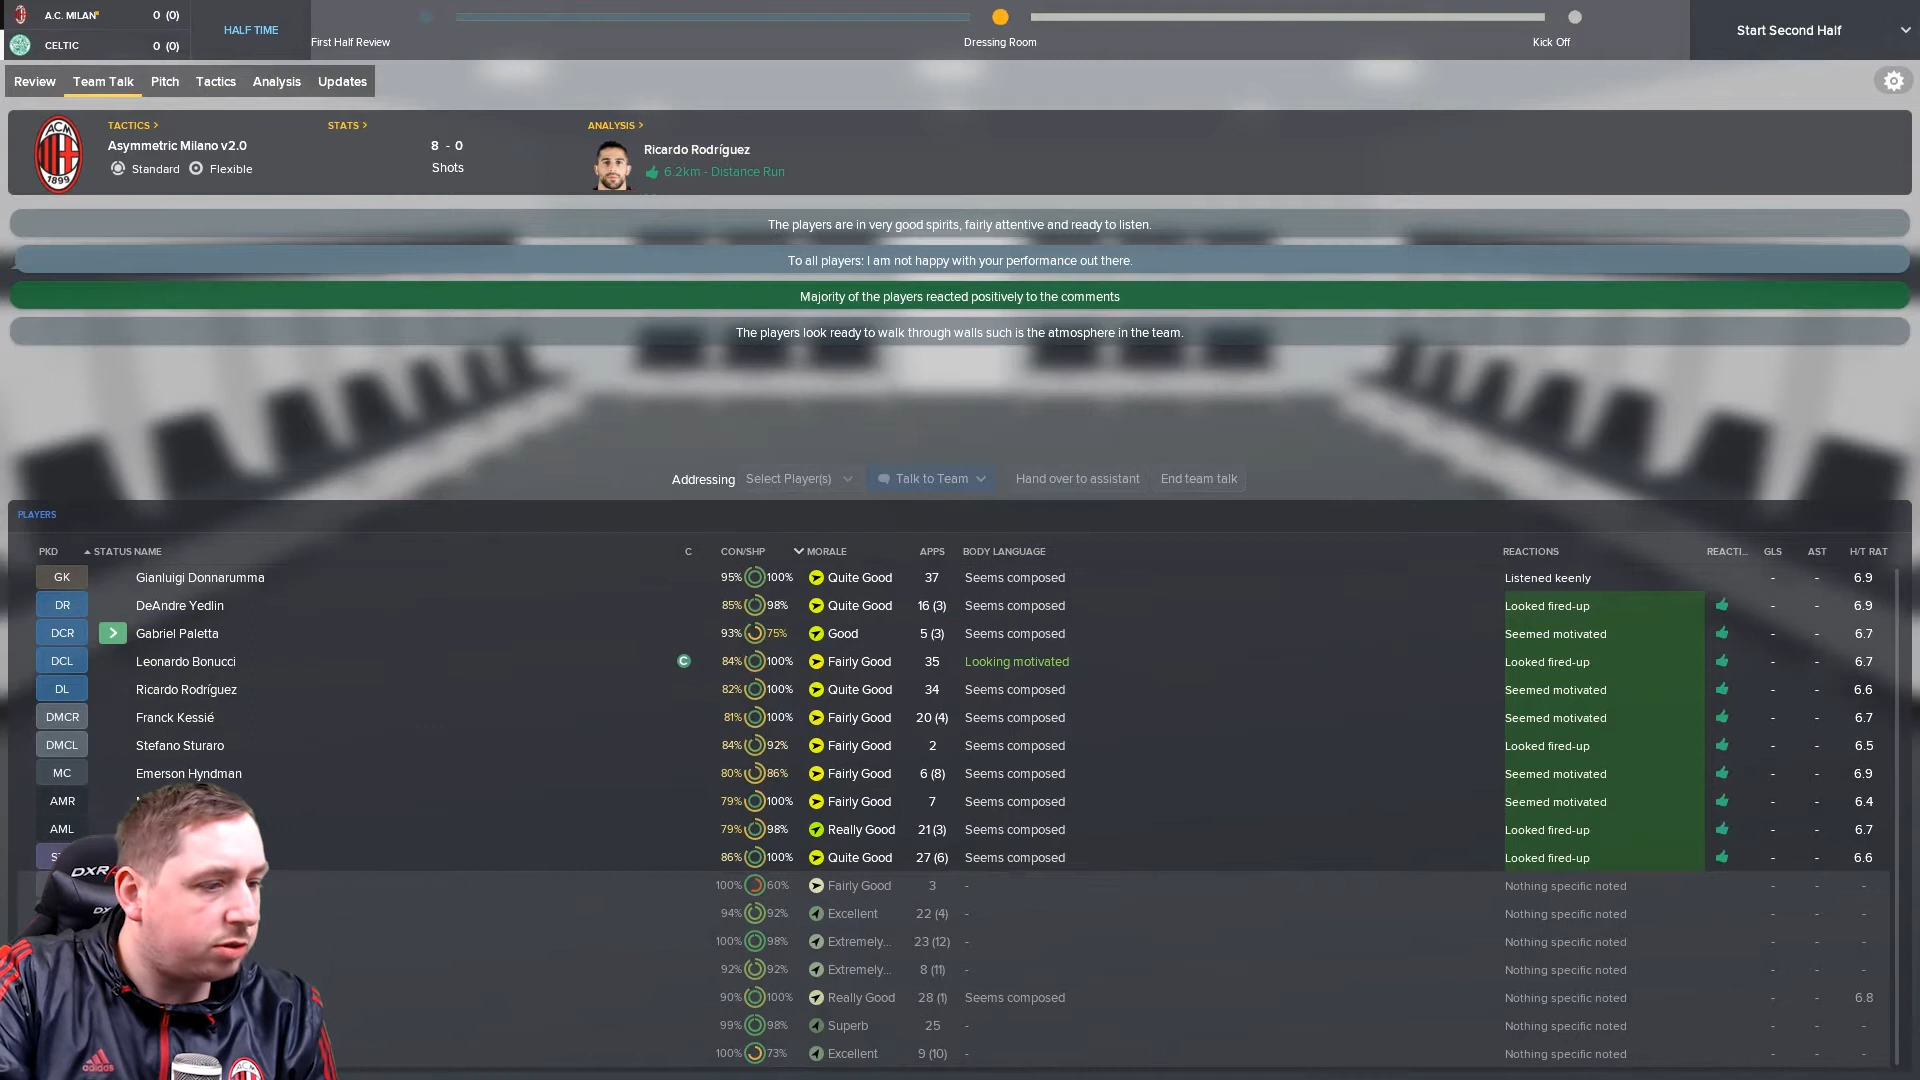 A.C. MILAN 0 (0)
CELTIC 0 (0)
HALF TIME
First Half Review
Dressing Room
Kick Off
Start Second Half
Review Team Talk Pitch Tactics Analysis Updates
ACM
1899
TACTICS >
Asymmetric Milano v2.0
Standard Flexible
STATS >
8 - 0
Shots
ANALYSIS >
Ricardo Rodríguez
6.2km - Distance Run
The players are in very good spirits, fairly attentive and ready to listen.
To all players: I am not happy with your performance out there.
Majority of the players reacted positively to the comments
The players look ready to walk through walls such is the atmosphere in the team.
Addressing Select Player(s) Talk to Team Hand over to assistant End team talk
PLAYERS
PKD STATUS NAME C CON/SHP MORALE APPS BODY LANGUAGE REACTIONS REACTI... GLS AST H/T RAT
GK Gianluigi Donnarumma 95% 100% Quite Good 37 Seems composed Listened keenly - - 6.9
DR DeAndre Yedlin 85% 98% Quite Good 16 (3) Seems composed Looked fired-up - - 6.9
DCR Gabriel Paletta 93% 75% Good 5 (3) Seems composed Seemed motivated - - 6.7
DCL Leonardo Bonucci C 84% 100% Fairly Good 35 Looking motivated Looked fired-up - - 6.7
DL Ricardo Rodríguez 82% 100% Quite Good 34 Seems composed Seemed motivated - - 6.6
DMCR Franck Kessié 81% 100% Fairly Good 20 (4) Seems composed Seemed motivated - - 6.7
DMCL Stefano Sturaro 84% 92% Fairly Good 2 Seems composed Looked fired-up - - 6.5
MC Emerson Hyndman 80% 86% Fairly Good 6 (8) Seems composed Seemed motivated - - 6.9
AMR 79% 100% Fairly Good 7 Seems composed Seemed motivated - - 6.4
AML 79% 98% Really Good 21 (3) Seems composed Looked fired-up - - 6.7
86% 100% Quite Good 27 (6) Seems composed Looked fired-up - - 6.6
100% 60% Fairly Good 3 - Nothing specific noted - - -
94% 92% Excellent 22 (4) - Nothing specific noted - - -
100% 98% Extremely... 23 (12) - Nothing specific noted - - -
92% 92% Extremely... 8 (11) - Nothing specific noted - - -
90% 100% Really Good 28 (1) Seems composed Nothing specific noted - - 6.8
99% 98% Superb 25 - Nothing specific noted - - -
100% 73% Excellent 9 (10) - Nothing specific noted - - -
DXR
adidas